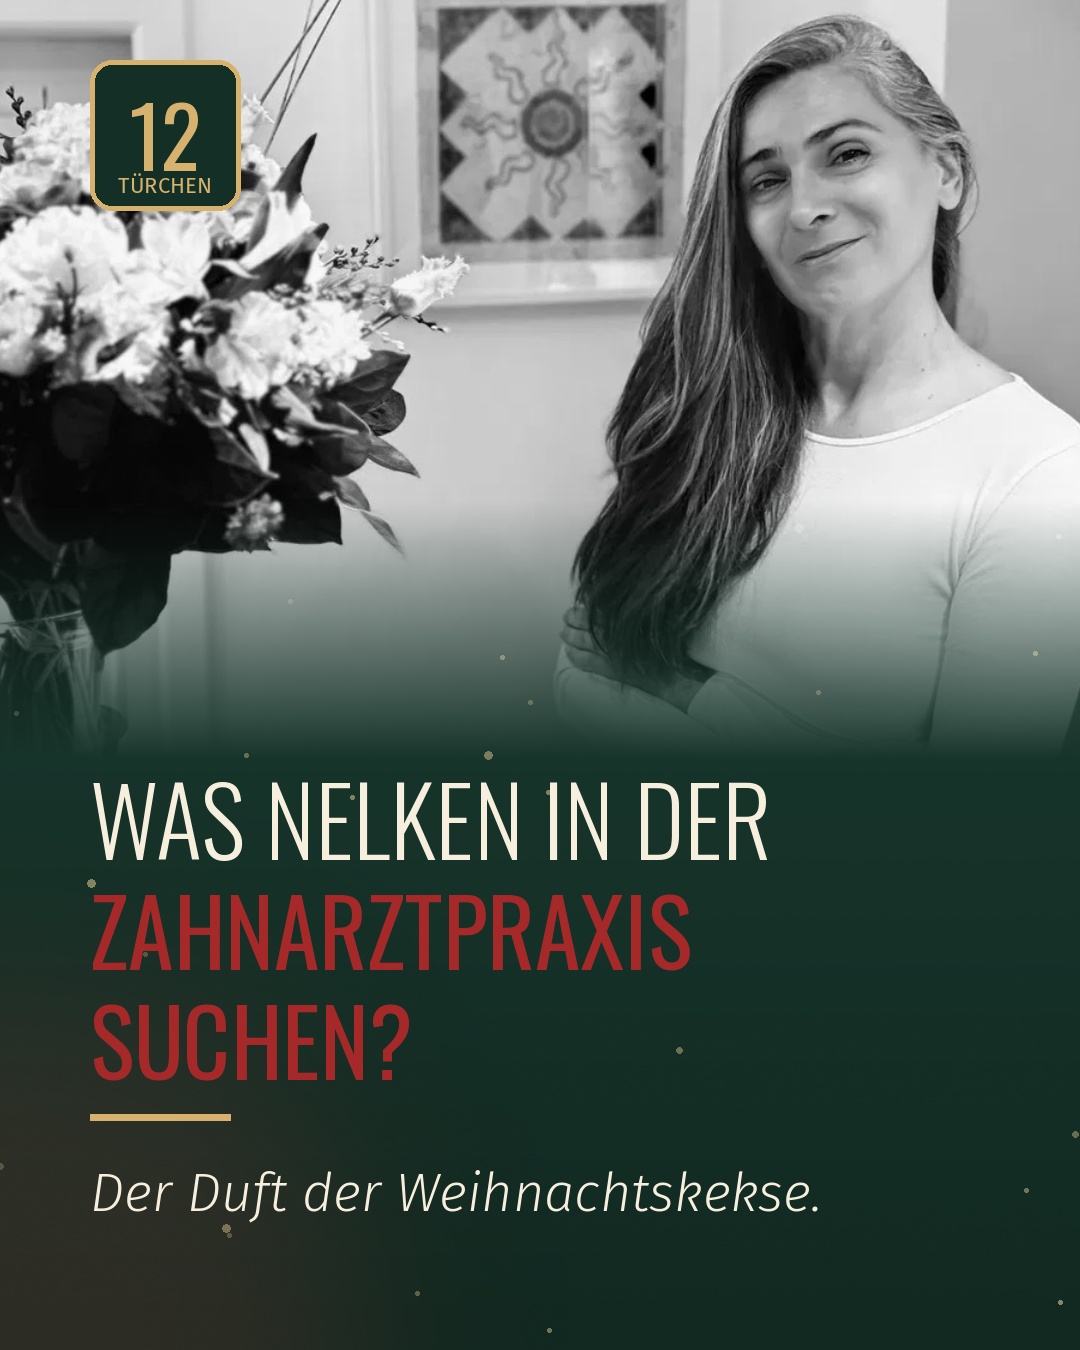 12
TÜRCHEN
WAS NELKEN IN DER
ZAHNARZTPRAXIS
SUCHEN?
Der Duft der Weihnachtskekse.